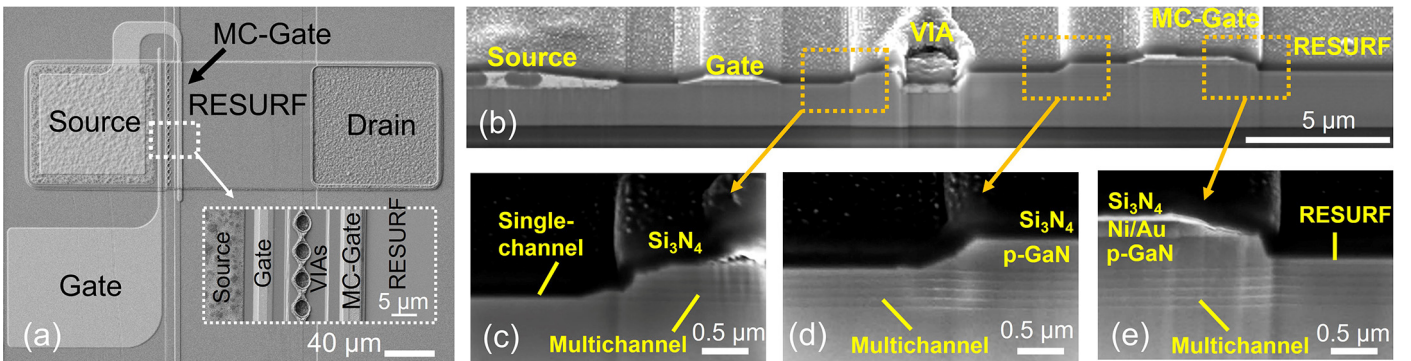 MC-Gate
RESURF
Source
Drain
Gate
Source
Gate
VIAs
MC-Gate
RESURF
5 µm
(a)
40 µm
Source
Gate
VIA
MC-Gate
RESURF
(b)
5 µm
Single-
channel
Si₃N₄
(c)
Multichannel
0.5 µm
Si₃N₄
p-GaN
(d)
Multichannel
0.5 µm
Si₃N₄
Ni/Au
p-GaN
RESURF
(e)
Multichannel
0.5 µm